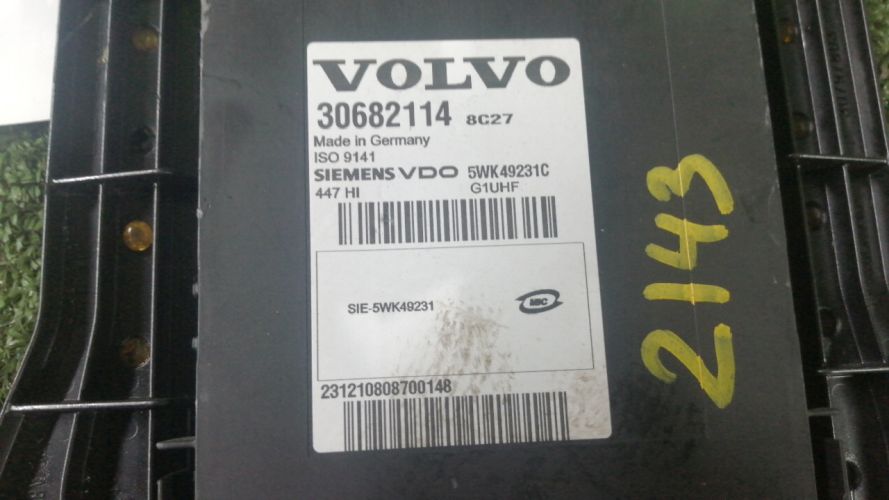 VOLVO
30682114 8C27
Made in Germany
ISO 9141
SIEMENS VDO 5WK49231C
447 HI G1UHF
SIE-5WK49231
MIC
231210808700148
2143